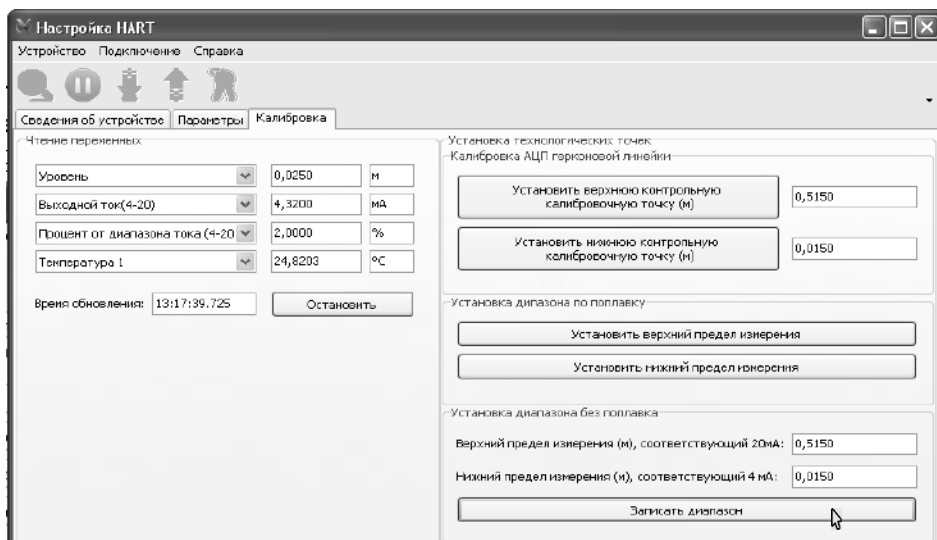 Настройка HART
Устройство Подключение Справка
Сведения об устройстве Параметры Калибровка
Чтение переменных
Уровень 0,0250 м
Выходной ток(4-20) 4,3200 мА
Процент от диапазона тока (4-20 2,0000 %
Температура 1 24,8203 °C
Время обновления: 13:17:39.725 Остановить
Установка технологических точек
Калибровка АЦП герконовой линейки
Установить верхнюю контрольную
калибровочную точку (м) 0,5150
Установить нижнюю контрольную
калибровочную точку (м) 0,0150
Установка дипазона по поплавку
Установить верхний предел измерения
Установить нижний предел измерения
Установка диапазона без поплавка
Верхний предел измерения (м), соответствующий 20мА: 0,5150
Нижний предел измерения (м), соответствующий 4 мА: 0,0150
Записать диапазон